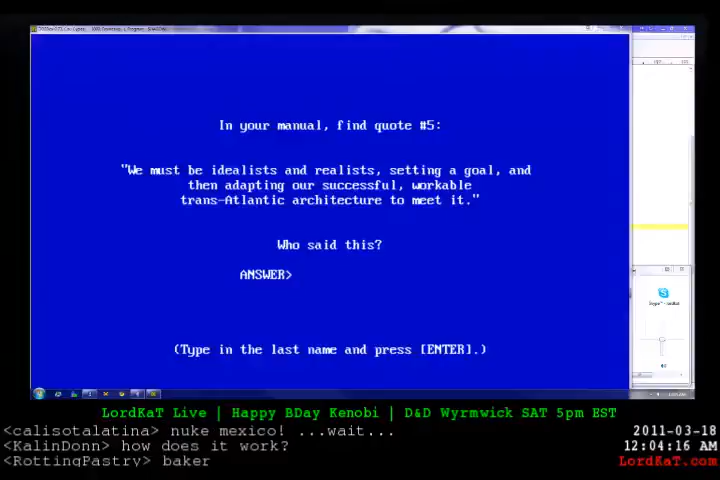 In your manual, find quote #5:
"We must be idealists and realists, setting a goal, and
then adapting our successful, workable
trans-Atlantic architecture to meet it."
Who said this?
ANSWER>
(Type in the last name and press [ENTER].)
LordKaT Live | Happy BDay Kenobi | D&D Wyrmwick SAT 5pm EST
<calisotalatina> nuke mexico! ...wait...
2011-03-18
<KalinDonn> how does it work?
12:04:16 AM
<RottingPastry> baker
LordKaT.com